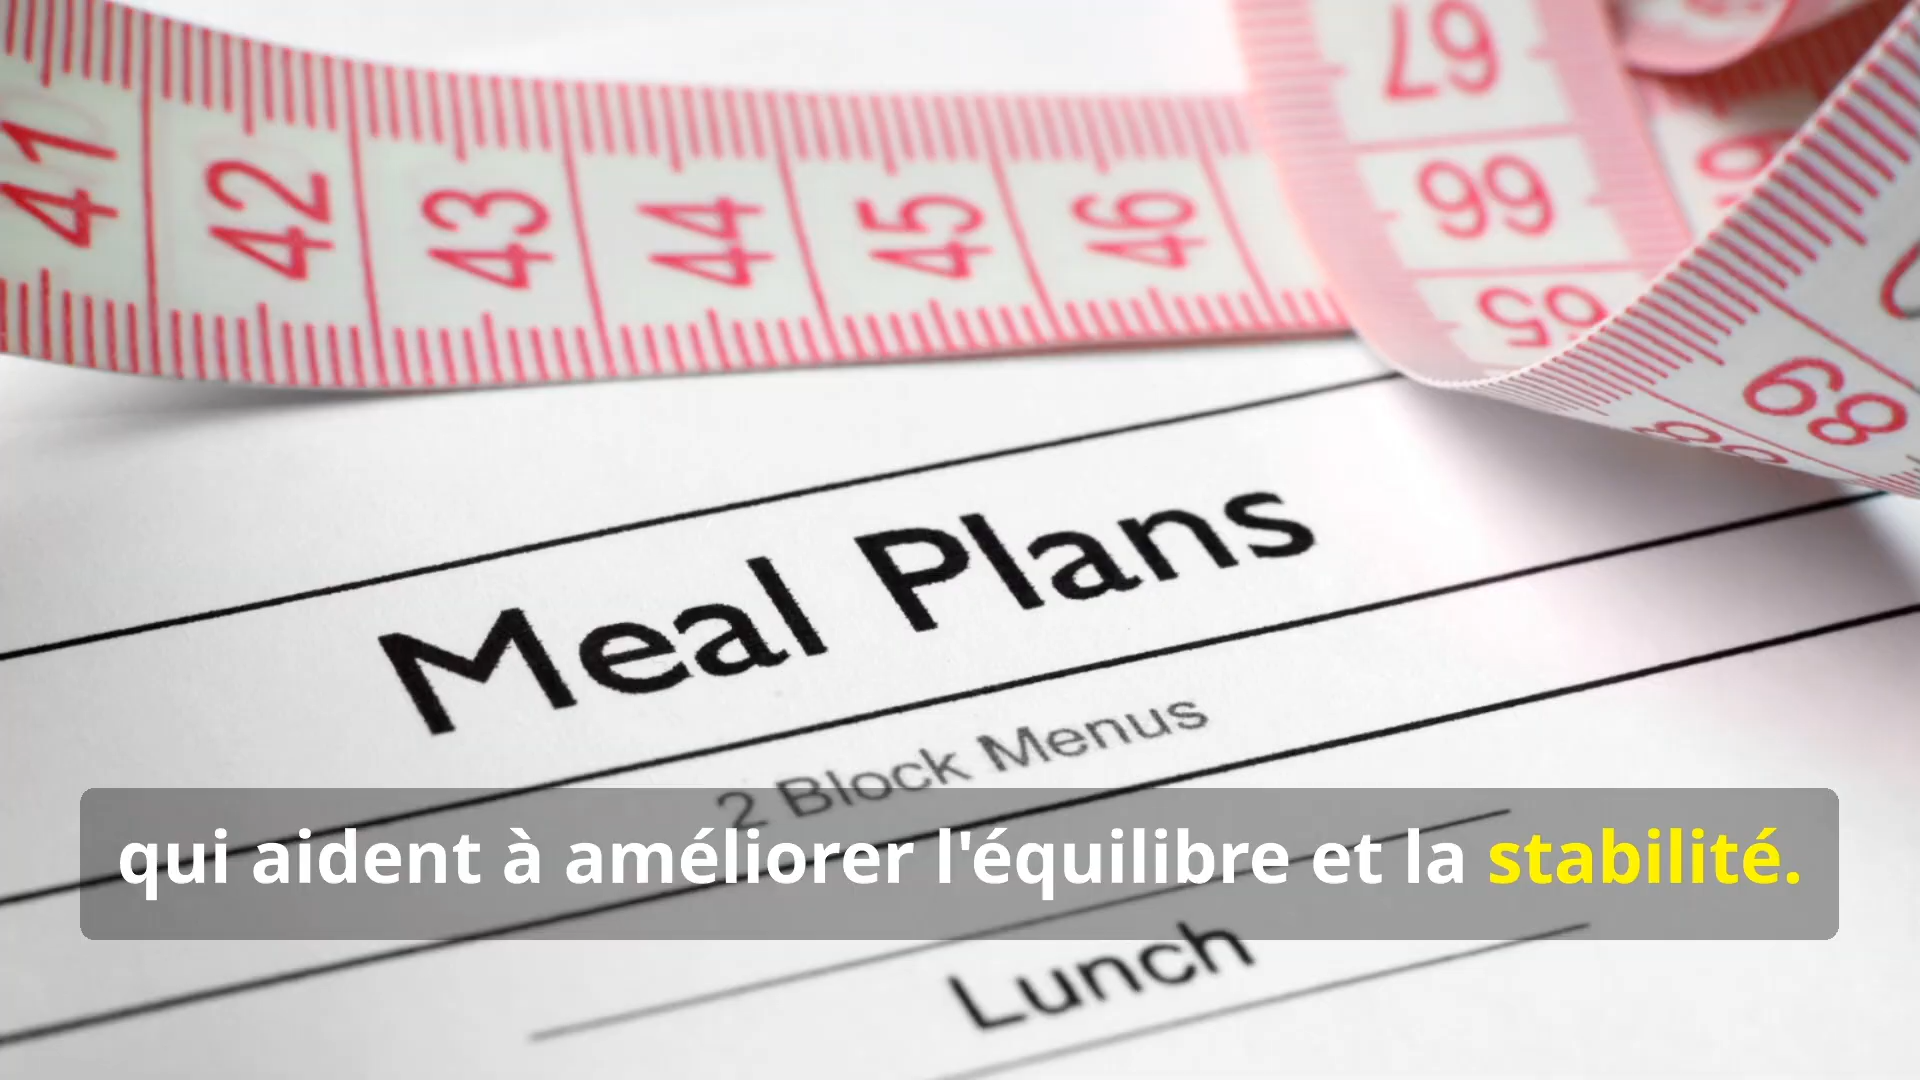 41 42 43 44 45 46
67
66
65
68
Meal Plans
2 Block Menus
qui aident à améliorer l'équilibre et la stabilité.
Lunch